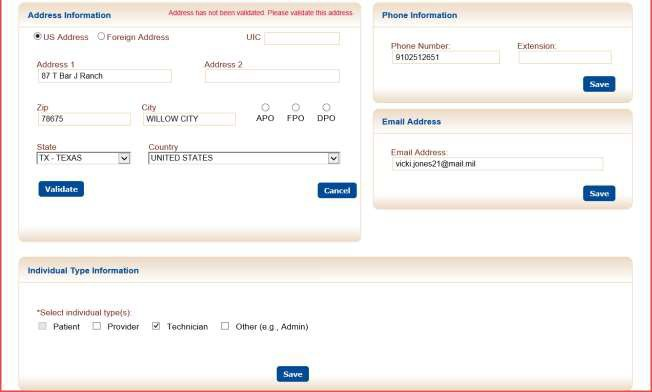 Address Information
Address has not been validated. Please validate this address.
US Address
Foreign Address
UIC
Address 1
Address 2
87 T Bar J Ranch
Zip
City
78675
WILLOW CITY
APO
FPO
DPO
State
Country
TX - TEXAS
UNITED STATES
Validate
Cancel
Phone Information
Phone Number:
Extension:
9102512651
Save
Email Address
Email Address:
vicki.jones21@mail.mil
Save
Individual Type Information
*Select individual type(s):
Patient
Provider
Technician
Other (e.g., Admin)
Save